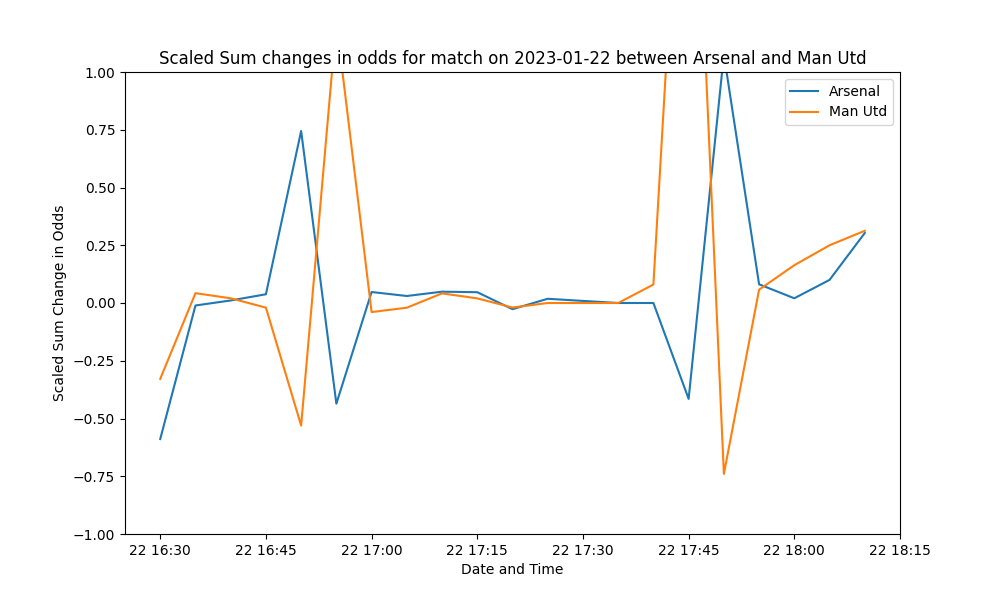 Scaled Sum changes in odds for match on 2023-01-22 between Arsenal and Man Utd
Scaled Sum Change in Odds
1.00
0.75
0.50
0.25
0.00
−0.25
−0.50
−0.75
−1.00
Arsenal
Man Utd
22 16:30 22 16:45 22 17:00 22 17:15 22 17:30 22 17:45 22 18:00 22 18:15
Date and Time